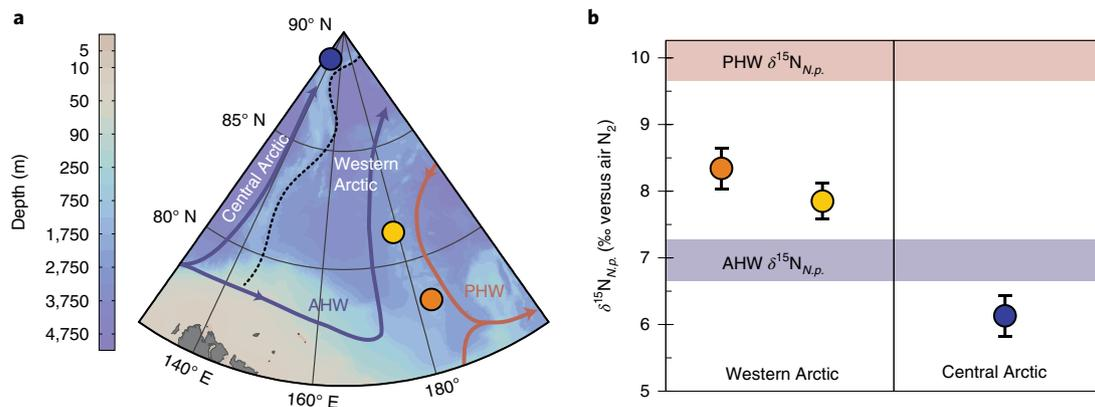 a
Depth (m)
5
10
50
90
250
750
1,750
2,750
3,750
4,750
90° N
85° N
80° N
140° E
160° E
180°
Central Arctic
Western
Arctic
AHW
PHW
b
δ¹⁵N_N.p. (‰ versus air N₂)
10
9
8
7
6
5
PHW δ¹⁵N_N.p.
AHW δ¹⁵N_N.p.
Western Arctic
Central Arctic